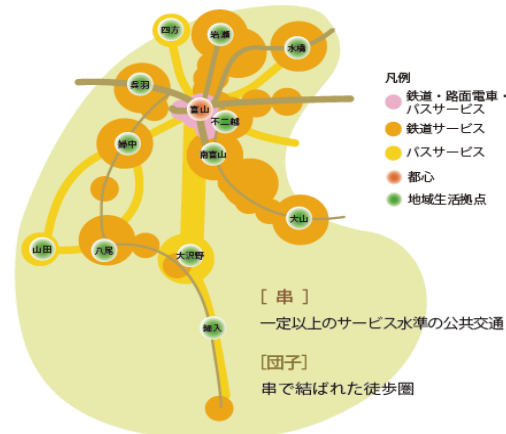 四方
岩瀬
水橋
呉羽
富山
不二越
婦中
南富山
大山
山田
八尾
大沢野
細入
凡例
鉄道・路面電車・
バスサービス
鉄道サービス
バスサービス
都心
地域生活拠点
[ 串 ]
一定以上のサービス水準の公共交通
[団子]
串で結ばれた徒歩圏